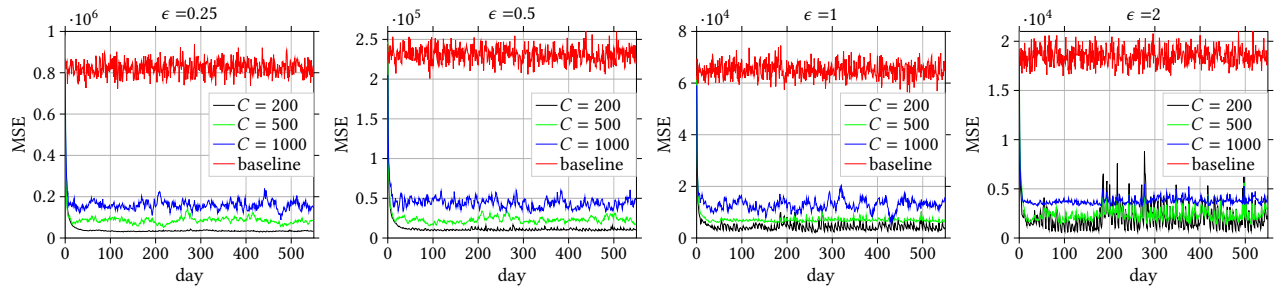 ϵ =0.25
·10⁶
MSE
1
0.8
0.6
0.4
0.2
0
0 100 200 300 400 500
day
C = 200
C = 500
C = 1000
baseline
ϵ =0.5
·10⁵
MSE
2.5
2
1.5
1
0.5
0
0 100 200 300 400 500
day
C = 200
C = 500
C = 1000
baseline
ϵ =1
·10⁴
MSE
8
6
4
2
0
0 100 200 300 400 500
day
C = 200
C = 500
C = 1000
baseline
ϵ =2
·10⁴
MSE
2
1.5
1
0.5
0
0 100 200 300 400 500
day
C = 200
C = 500
C = 1000
baseline